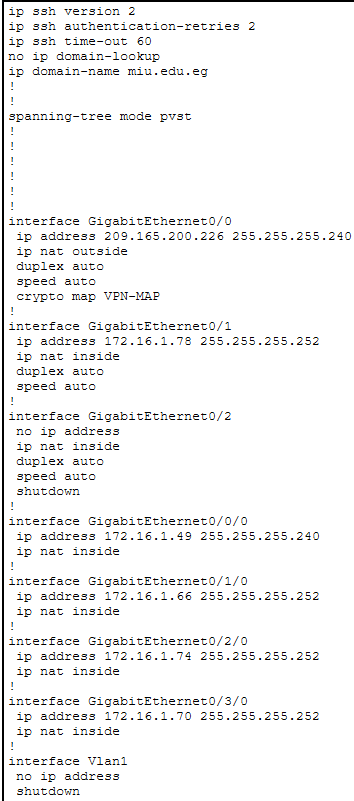 ip ssh version 2
ip ssh authentication-retries 2
ip ssh time-out 60
no ip domain-lookup
ip domain-name miu.edu.eg
!
!
spanning-tree mode pvst
!
!
!
!
!
!
interface GigabitEthernet0/0
 ip address 209.165.200.226 255.255.255.240
 ip nat outside
 duplex auto
 speed auto
 crypto map VPN-MAP
!
interface GigabitEthernet0/1
 ip address 172.16.1.78 255.255.255.252
 ip nat inside
 duplex auto
 speed auto
!
interface GigabitEthernet0/2
 no ip address
 ip nat inside
 duplex auto
 speed auto
 shutdown
!
interface GigabitEthernet0/0/0
 ip address 172.16.1.49 255.255.255.240
 ip nat inside
!
interface GigabitEthernet0/1/0
 ip address 172.16.1.66 255.255.255.252
 ip nat inside
!
interface GigabitEthernet0/2/0
 ip address 172.16.1.74 255.255.255.252
 ip nat inside
!
interface GigabitEthernet0/3/0
 ip address 172.16.1.70 255.255.255.252
 ip nat inside
!
interface Vlan1
 no ip address
 shutdown